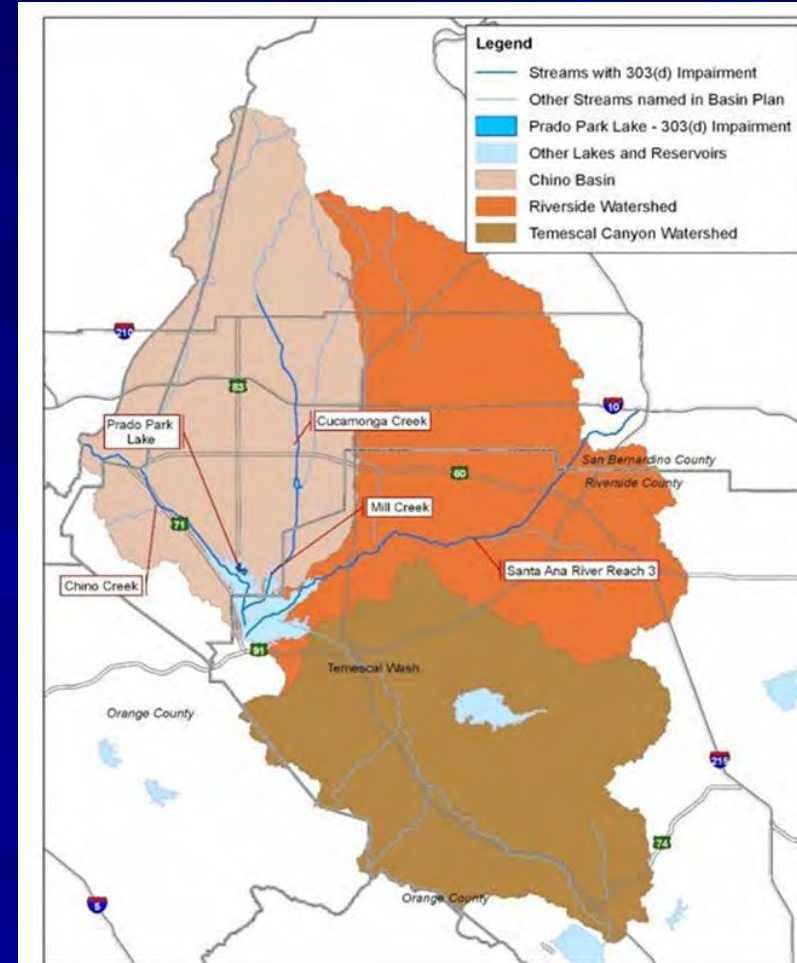 Legend
Streams with 303(d) Impairment
Other Streams named in Basin Plan
Prado Park Lake - 303(d) Impairment
Other Lakes and Reservoirs
Chino Basin
Riverside Watershed
Temescal Canyon Watershed
210
83
10
Prado Park
Lake
Cucamonga Creek
San Bernardino County
60
Riverside County
Mill Creek
71
Santa Ana River Reach 3
Chino Creek
91
Temescal Wash
Orange County
215
74
Orange County
5